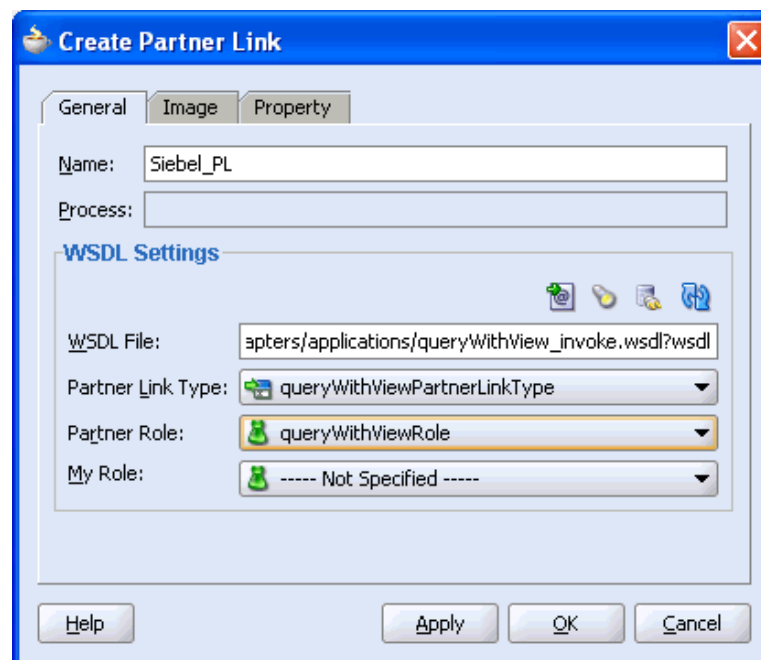 Create Partner Link
General Image Property
Name: Siebel_PL
Process:
WSDL Settings
WSDL File: apters/applications/queryWithView_invoke.wsdl?wsdl
Partner Link Type: queryWithViewPartnerLinkType
Partner Role: queryWithViewRole
My Role: ----- Not Specified -----
Help Apply OK Cancel